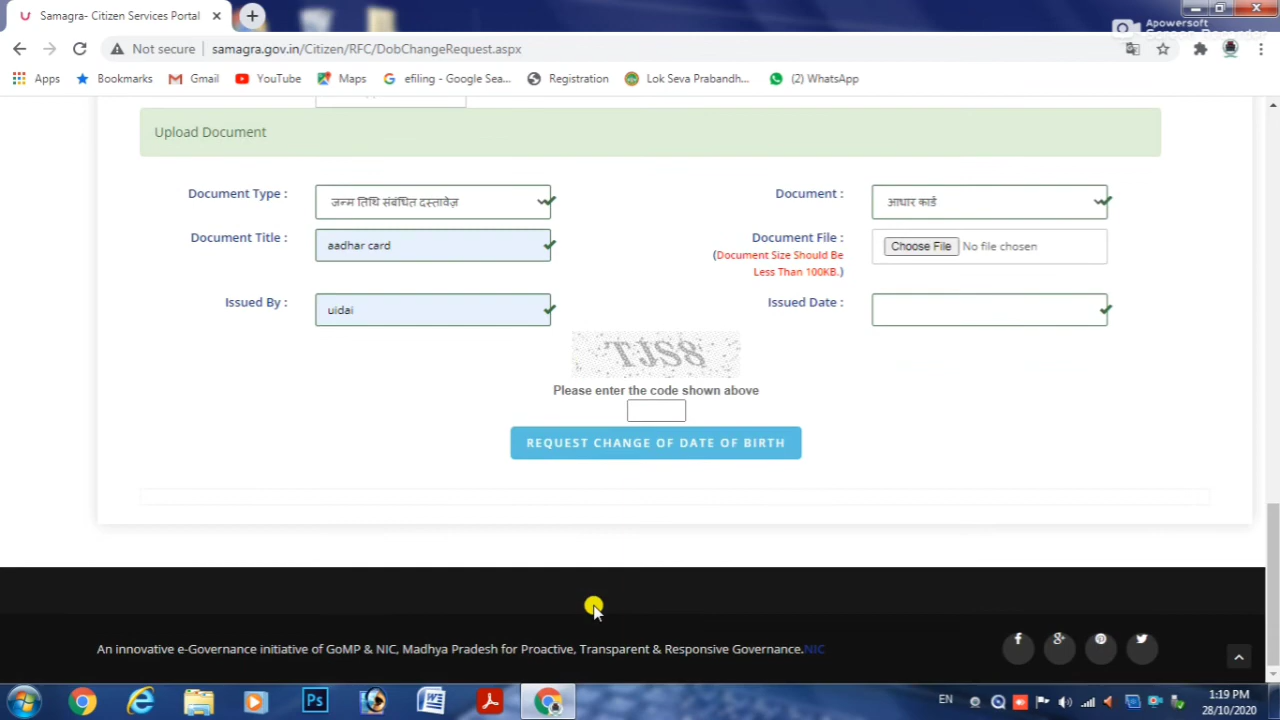 Samagra- Citizen Services Portal
Apowersoft
Not secure samagra.gov.in/Citizen/RFC/DobChangeRequest.aspx
Apps Bookmarks Gmail YouTube Maps efiling - Google Sea... Registration Lok Seva Prabandh... (2) WhatsApp
Upload Document
Document Type : जन्म तिथि संबंधित दस्तावेज़ Document : आधार कार्ड
Document Title : aadhar card Document File : Choose File No file chosen
(Document Size Should Be
Less Than 100KB.)
Issued By : uidai Issued Date :
TJS8
Please enter the code shown above
REQUEST CHANGE OF DATE OF BIRTH
An innovative e-Governance initiative of GoMP & NIC, Madhya Pradesh for Proactive, Transparent & Responsive Governance.NIC
EN 1:19 PM
28/10/2020